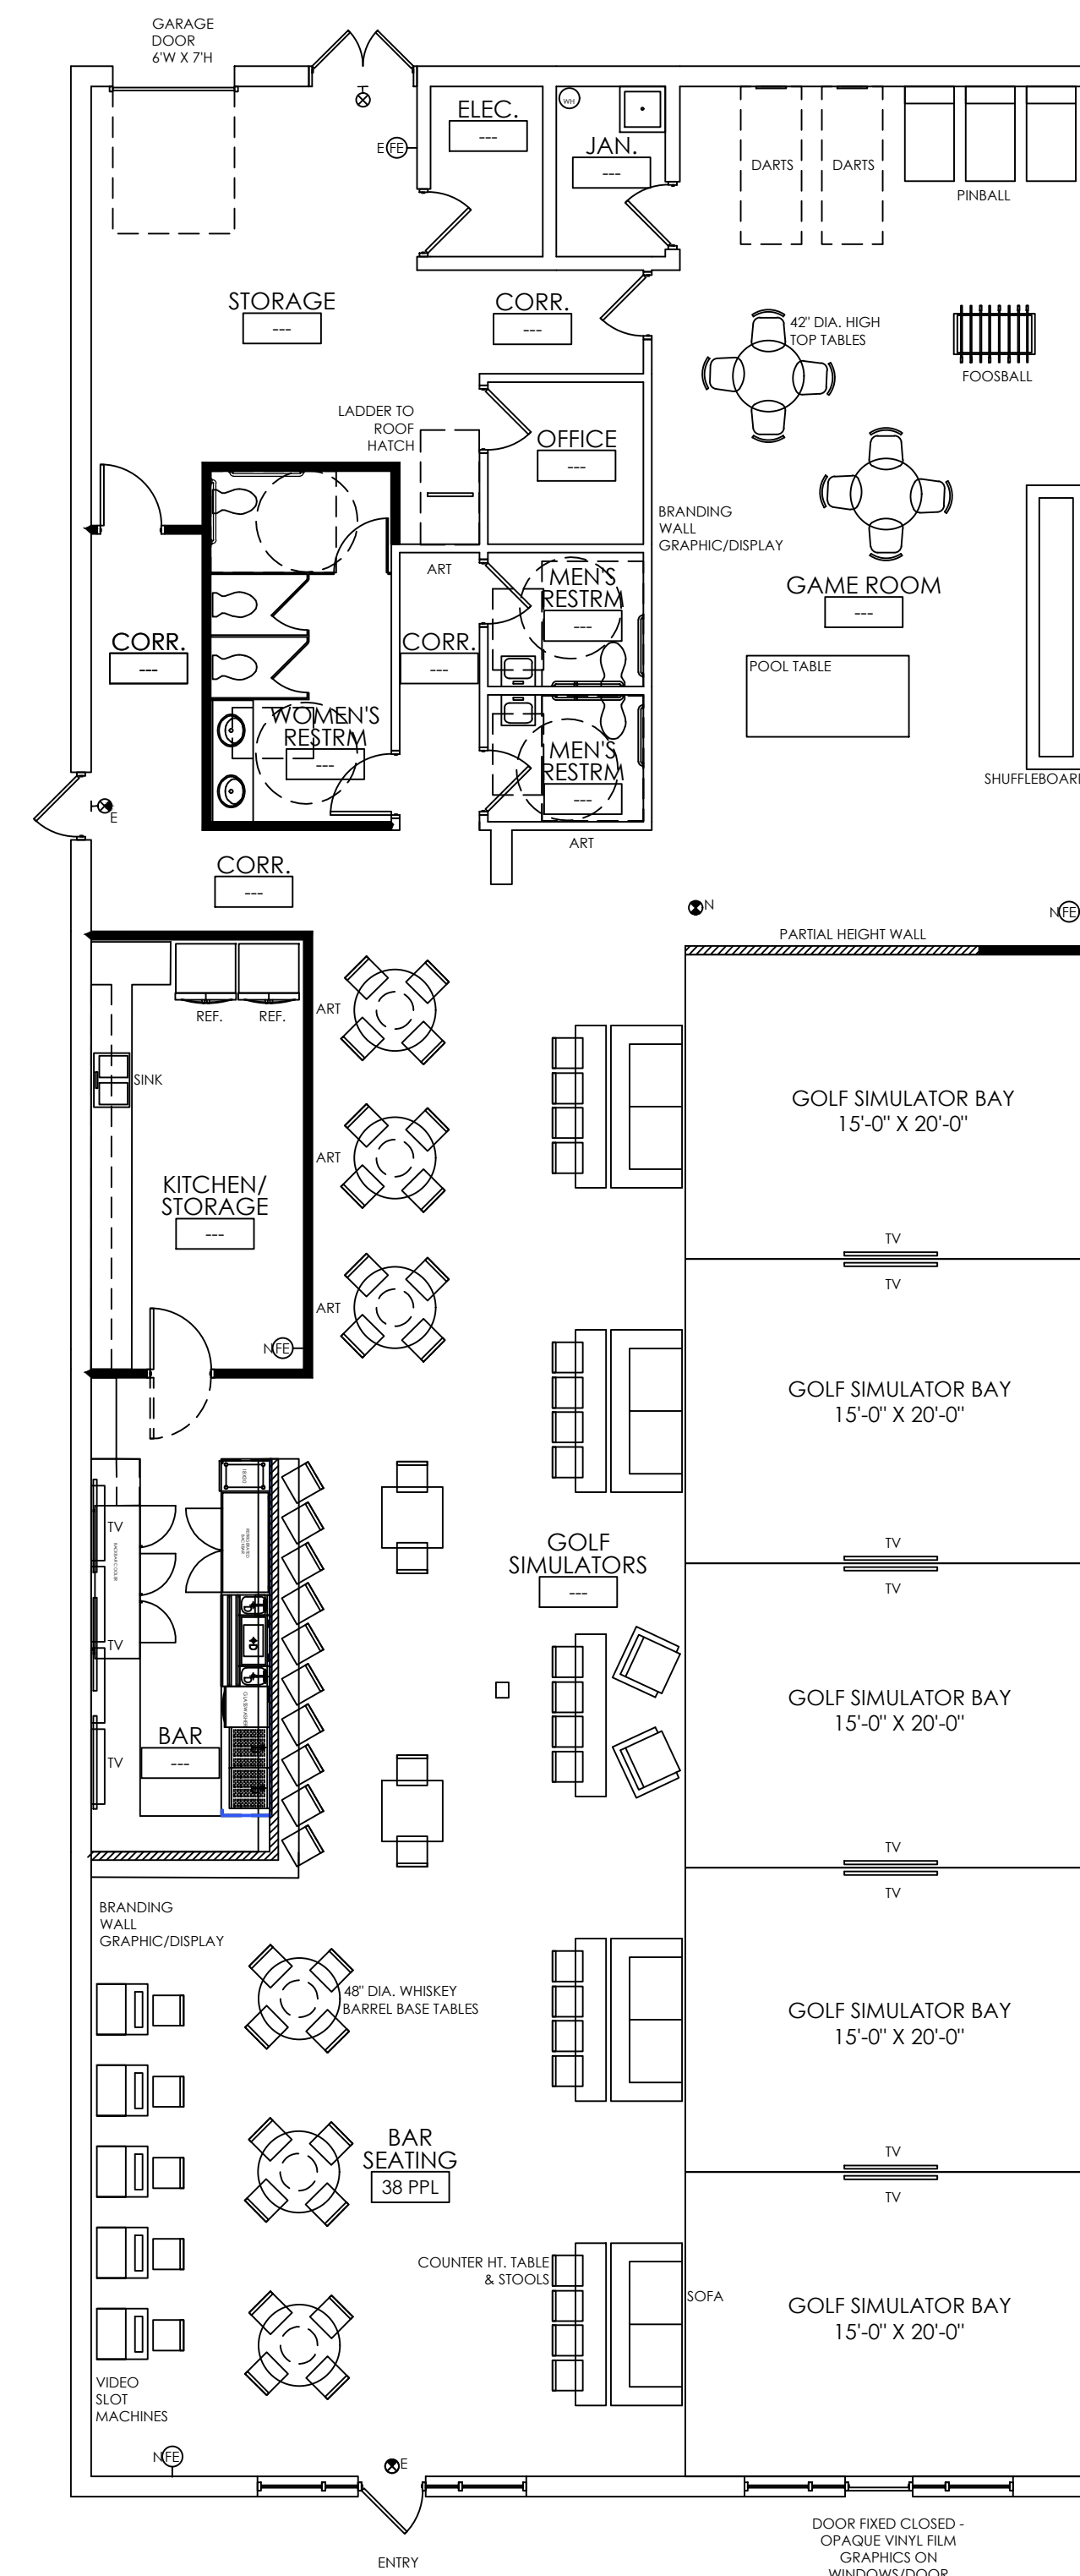 GARAGE
DOOR
6'W X 7'H
ELEC.
---
WH
JAN.
---
E FE
DARTS
DARTS
PINBALL
STORAGE
---
CORR.
---
42" DIA. HIGH
TOP TABLES
FOOSBALL
LADDER TO
ROOF
HATCH
OFFICE
---
BRANDING
WALL
GRAPHIC/DISPLAY
ART
MEN'S
RESTRM
---
GAME ROOM
---
CORR.
---
CORR.
---
POOL TABLE
WOMEN'S
RESTRM
---
MEN'S
RESTRM
---
SHUFFLEBOARD
E
ART
CORR.
---
N
N FE
PARTIAL HEIGHT WALL
REF.
REF.
ART
SINK
GOLF SIMULATOR BAY
15'-0" X 20'-0"
ART
KITCHEN/
STORAGE
---
TV
TV
ART
N FE
GOLF SIMULATOR BAY
15'-0" X 20'-0"
TV
TV
TV
GOLF
SIMULATORS
---
TV
GOLF SIMULATOR BAY
15'-0" X 20'-0"
BAR
---
TV
TV
TV
BRANDING
WALL
GRAPHIC/DISPLAY
48" DIA. WHISKEY
BARREL BASE TABLES
GOLF SIMULATOR BAY
15'-0" X 20'-0"
BAR
SEATING
38 PPL
TV
TV
COUNTER HT. TABLE
& STOOLS
SOFA
GOLF SIMULATOR BAY
15'-0" X 20'-0"
VIDEO
SLOT
MACHINES
N FE
E
DOOR FIXED CLOSED -
OPAQUE VINYL FILM
GRAPHICS ON
WINDOWS/DOOR
ENTRY